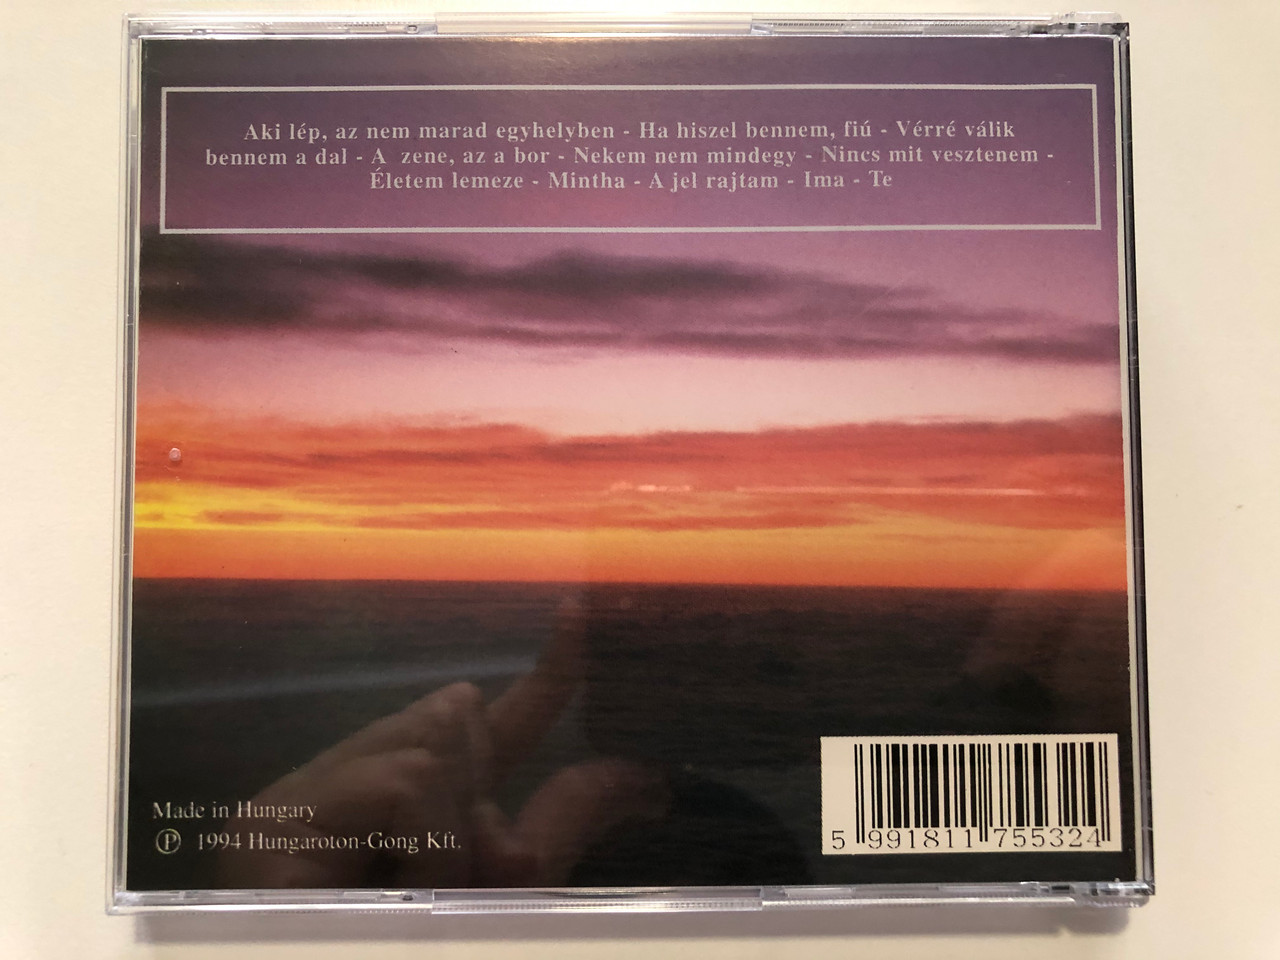 Aki lép, az nem marad egyhelyben - Ha hiszel bennem, fiú - Vérré válik
bennem a dal - A zene, az a bor - Nekem nem mindegy - Nincs mit vesztenem -
Életem lemeze - Mintha - A jel rajtam - Ima - Te
Made in Hungary
Ⓟ 1994 Hungaroton-Gong Kft.
5 991811 755324